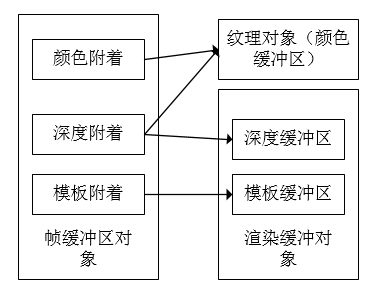 颜色附着
纹理对象（颜色
缓冲区）
深度附着
深度缓冲区
模板附着
模板缓冲区
帧缓冲区对
象
渲染缓冲对
象